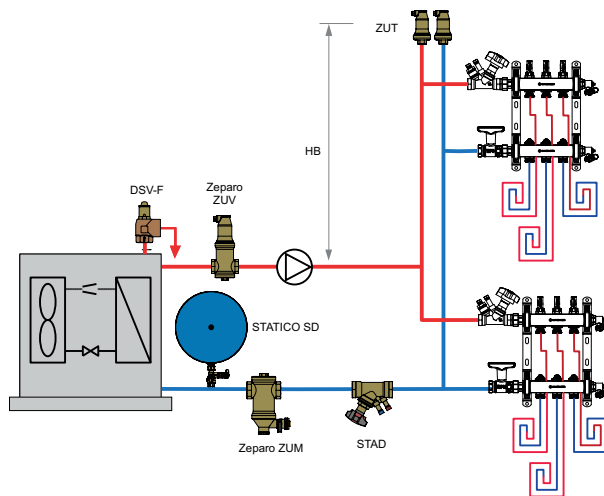 ZUT
HB
DSV-F
Zeparo
ZUV
STATICO SD
Zeparo ZUM
STAD